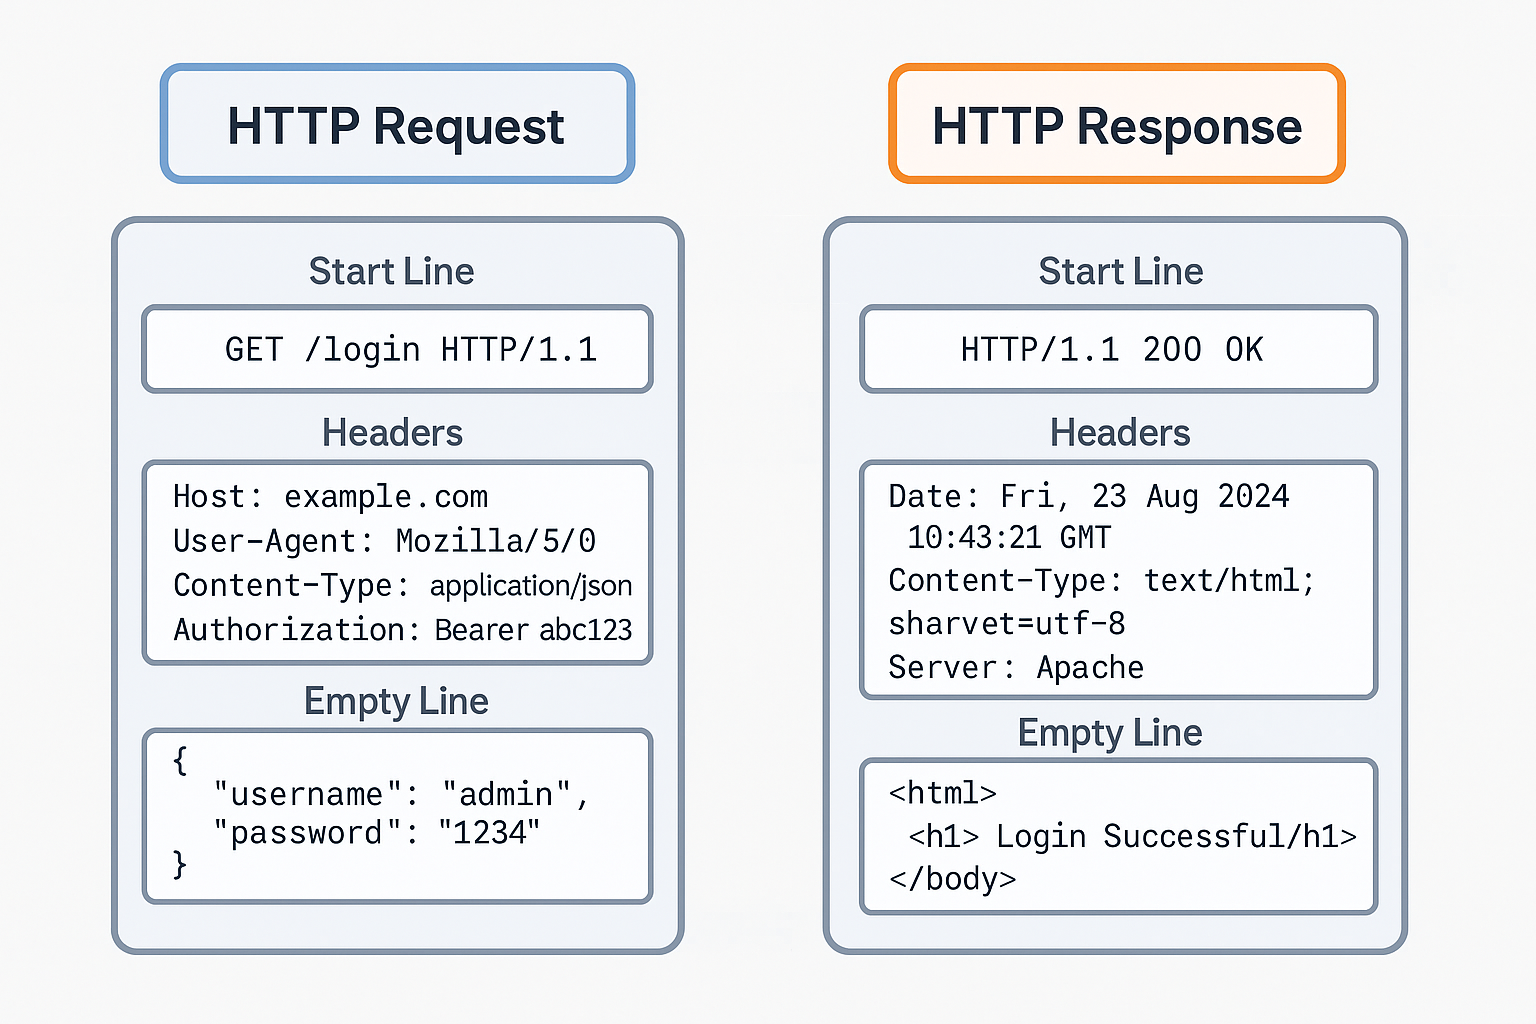 HTTP Request
Start Line
GET /login HTTP/1.1
Headers
Host: example.com
User-Agent: Mozilla/5/0
Content-Type: application/json
Authorization: Bearer abc123
Empty Line
{
"username": "admin",
"password": "1234"
}
HTTP Response
Start Line
HTTP/1.1 200 OK
Headers
Date: Fri, 23 Aug 2024
10:43:21 GMT
Content-Type: text/html;
sharvet=utf-8
Server: Apache
Empty Line
<html>
<h1> Login Successful/h1>
</body>